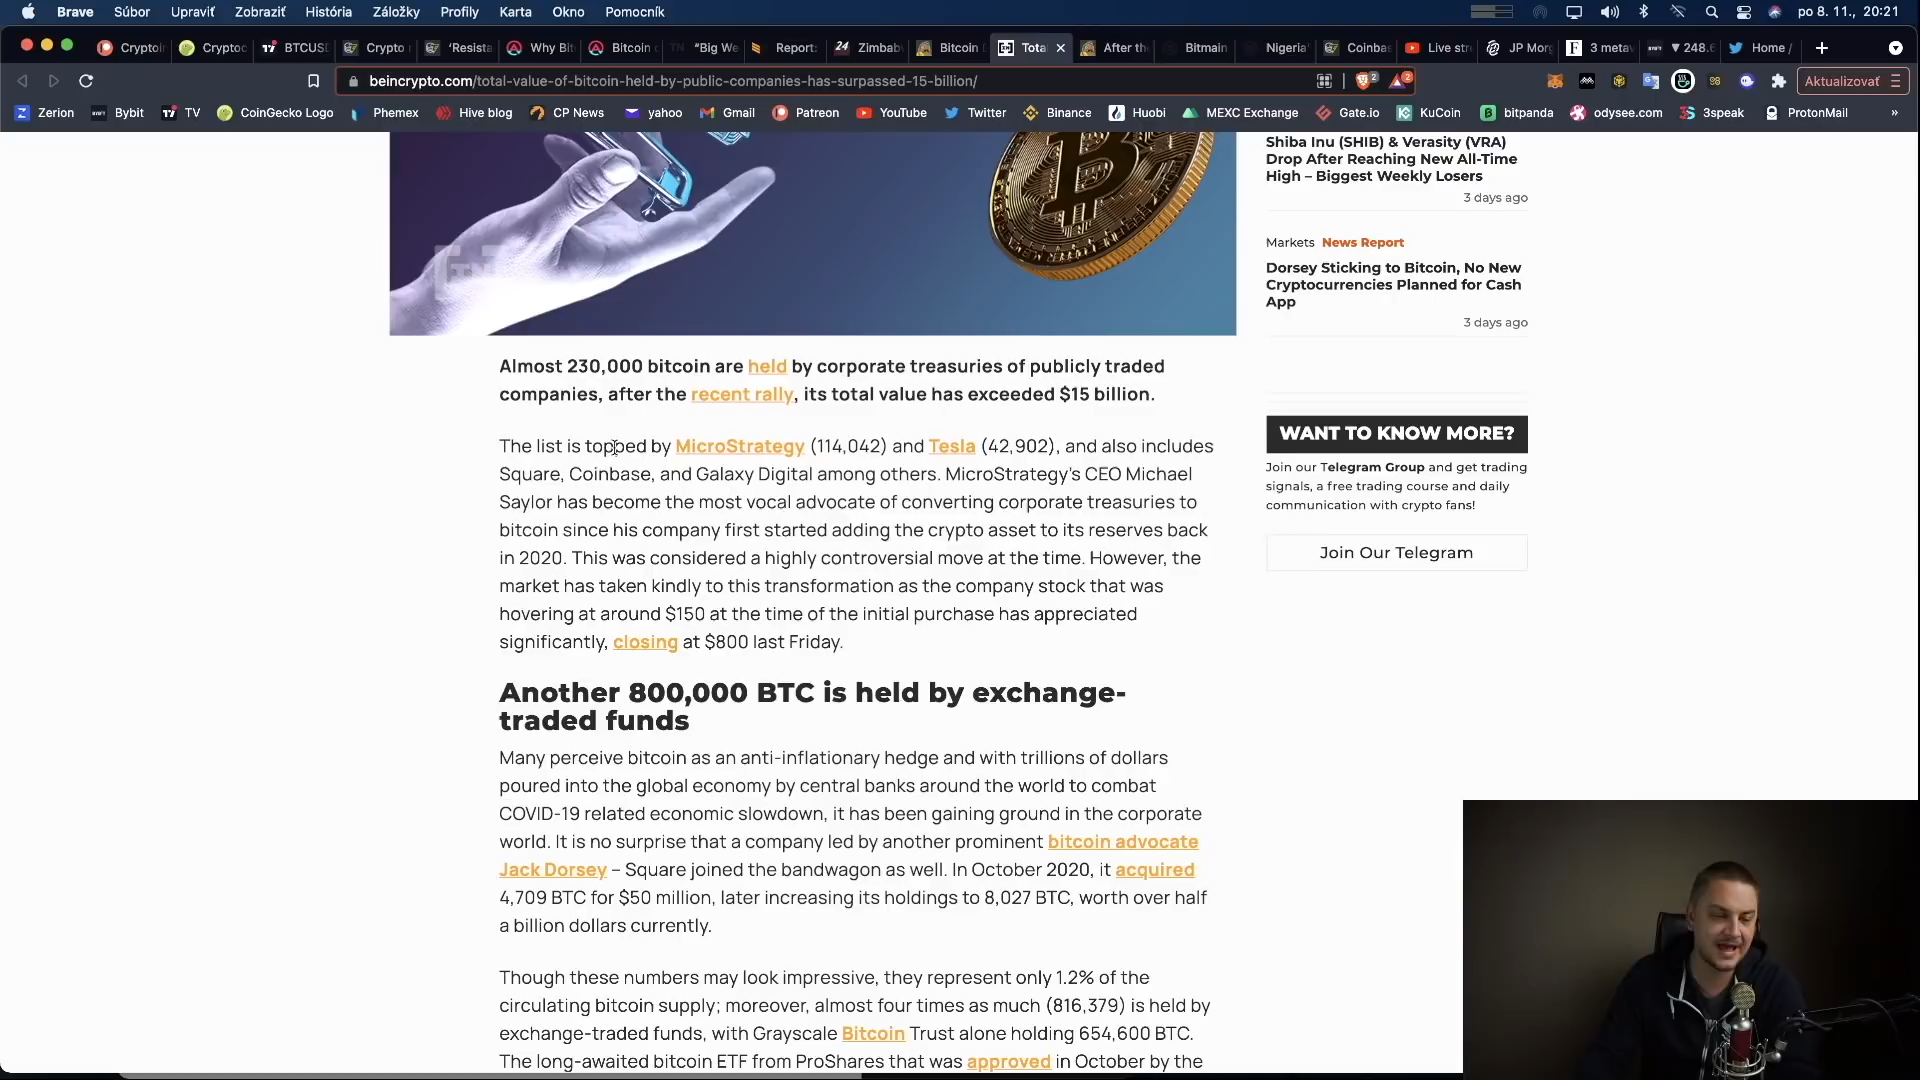 Brave Súbor Upraviť Zobraziť História Záložky Profily Karta Okno Pomocník po 8. 11., 20:21
Cryptoi Cryptoc BTCUS Crypto 'Resista Why Bit Bitcoin "Big We Report: Zimbab Bitcoin Tota After the Bitmain Nigeria' Coinbas Live str JP Mor 3 metav 248.6 Home /
beincrypto.com/total-value-of-bitcoin-held-by-public-companies-has-surpassed-15-billion/ 2 2 Aktualizovať
Zerion Bybit TV CoinGecko Logo Phemex Hive blog CP News yahoo Gmail Patreon YouTube Twitter Binance Huobi MEXC Exchange Gate.io KuCoin bitpanda odysee.com 3speak ProtonMail »
Shiba Inu (SHIB) & Verasity (VRA)
Drop After Reaching New All-Time
High – Biggest Weekly Losers
3 days ago
Markets News Report
Dorsey Sticking to Bitcoin, No New
Cryptocurrencies Planned for Cash
App
3 days ago
Almost 230,000 bitcoin are held by corporate treasuries of publicly traded
companies, after the recent rally, its total value has exceeded $15 billion.
The list is topped by MicroStrategy (114,042) and Tesla (42,902), and also includes
Square, Coinbase, and Galaxy Digital among others. MicroStrategy's CEO Michael
Saylor has become the most vocal advocate of converting corporate treasuries to
bitcoin since his company first started adding the crypto asset to its reserves back
in 2020. This was considered a highly controversial move at the time. However, the
market has taken kindly to this transformation as the company stock that was
hovering at around $150 at the time of the initial purchase has appreciated
significantly, closing at $800 last Friday.
WANT TO KNOW MORE?
Join our Telegram Group and get trading
signals, a free trading course and daily
communication with crypto fans!
Join Our Telegram
Another 800,000 BTC is held by exchange-
traded funds
Many perceive bitcoin as an anti-inflationary hedge and with trillions of dollars
poured into the global economy by central banks around the world to combat
COVID-19 related economic slowdown, it has been gaining ground in the corporate
world. It is no surprise that a company led by another prominent bitcoin advocate
Jack Dorsey – Square joined the bandwagon as well. In October 2020, it acquired
4,709 BTC for $50 million, later increasing its holdings to 8,027 BTC, worth over half
a billion dollars currently.
Though these numbers may look impressive, they represent only 1.2% of the
circulating bitcoin supply; moreover, almost four times as much (816,379) is held by
exchange-traded funds, with Grayscale Bitcoin Trust alone holding 654,600 BTC.
The long-awaited bitcoin ETF from ProShares that was approved in October by the